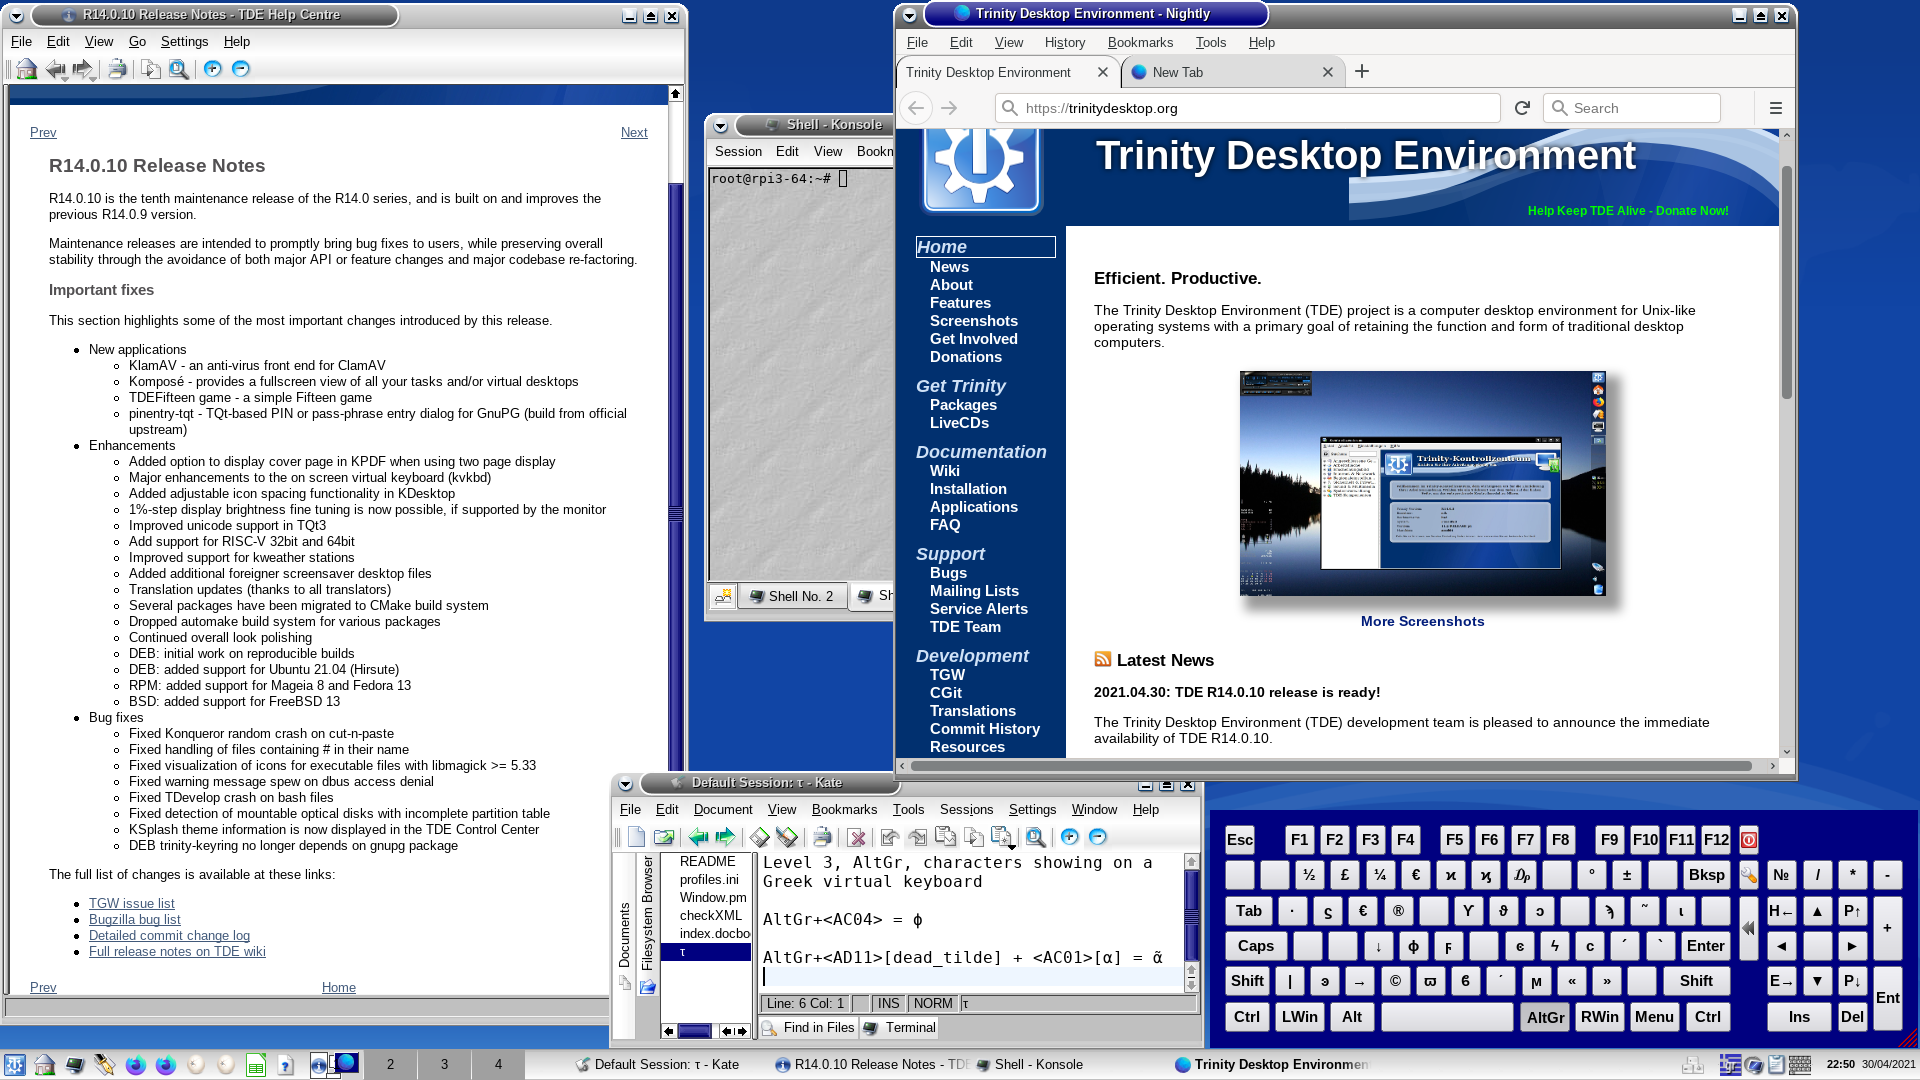 R14.0.10 Release Notes - TDE Help Centre
File Edit View Go Settings Help
Prev Next
R14.0.10 Release Notes
R14.0.10 is the tenth maintenance release of the R14.0 series, and is built on and improves the
previous R14.0.9 version.
Maintenance releases are intended to promptly bring bug fixes to users, while preserving overall
stability through the avoidance of both major API or feature changes and major codebase re-factoring.
Important fixes
This section highlights some of the most important changes introduced by this release.
New applications
KlamAV - an anti-virus front end for ClamAV
Komposé - provides a fullscreen view of all your tasks and/or virtual desktops
TDEFifteen game - a simple Fifteen game
pinentry-tqt - TQt-based PIN or pass-phrase entry dialog for GnuPG (build from official
upstream)
Enhancements
Added option to display cover page in KPDF when using two page display
Major enhancements to the on screen virtual keyboard (kvkbd)
Added adjustable icon spacing functionality in KDesktop
1%-step display brightness fine tuning is now possible, if supported by the monitor
Improved unicode support in TQt3
Add support for RISC-V 32bit and 64bit
Improved support for kweather stations
Added additional foreigner screensaver desktop files
Translation updates (thanks to all translators)
Several packages have been migrated to CMake build system
Dropped automake build system for various packages
Continued overall look polishing
DEB: initial work on reproducible builds
DEB: added support for Ubuntu 21.04 (Hirsute)
RPM: added support for Mageia 8 and Fedora 13
BSD: added support for FreeBSD 13
Bug fixes
Fixed Konqueror random crash on cut-n-paste
Fixed handling of files containing # in their name
Fixed visualization of icons for executable files with libmagick >= 5.33
Fixed warning message spew on dbus access denial
Fixed TDevelop crash on bash files
Fixed detection of mountable optical disks with incomplete partition table
KSplash theme information is now displayed in the TDE Control Center
DEB trinity-keyring no longer depends on gnupg package
The full list of changes is available at these links:
TGW issue list
Bugzilla bug list
Detailed commit change log
Full release notes on TDE wiki
Prev Home
Shell - Konsole
Session Edit View Bookm
root@rpi3-64:~#
Shell No. 2 Sh
Trinity Desktop Environment - Nightly
File Edit View History Bookmarks Tools Help
Trinity Desktop Environment New Tab
https://trinitydesktop.org Search
Trinity Desktop Environment
Help Keep TDE Alive - Donate Now!
Home
News
About
Features
Screenshots
Get Involved
Donations
Get Trinity
Packages
LiveCDs
Documentation
Wiki
Installation
Applications
FAQ
Support
Bugs
Mailing Lists
Service Alerts
TDE Team
Development
TGW
CGit
Translations
Commit History
Resources
Efficient. Productive.
The Trinity Desktop Environment (TDE) project is a computer desktop environment for Unix-like
operating systems with a primary goal of retaining the function and form of traditional desktop
computers.
Trinity-Kontrollzentrum
More Screenshots
Latest News
2021.04.30: TDE R14.0.10 release is ready!
The Trinity Desktop Environment (TDE) development team is pleased to announce the immediate
availability of TDE R14.0.10.
Default Session: τ - Kate
File Edit Document View Bookmarks Tools Sessions Settings Window Help
Documents
Filesystem Browser
README
profiles.ini
Window.pm
checkXML
index.docbo
τ
Level 3, AltGr, characters showing on a
Greek virtual keyboard
AltGr+<AC04> = ϕ
AltGr+<AD11>[dead_tilde] + <AC01>[α] = ᾶ
Line: 6 Col: 1 INS NORM τ
Find in Files Terminal
Esc F1 F2 F3 F4 F5 F6 F7 F8 F9 F10 F11 F12
½ £ ¼ € ϰ ϗ ₯ ° ± Bksp № / * -
Tab · ς € ® ϒ ϑ ͻ ϡ ~ ι H← ▲ P↑
Caps ↓ ϕ ϝ ϵ ϟ ϲ ´ ` Enter ◄ ► +
Shift | ͽ → © ϖ ϐ ´ ϻ « » Shift E→ ▼ P↓
Ctrl LWin Alt AltGr RWin Menu Ctrl Ins Del Ent
2 3 4
Default Session: τ - Kate R14.0.10 Release Notes - TDE Shell - Konsole Trinity Desktop Environmen
gr
22:50 30/04/2021